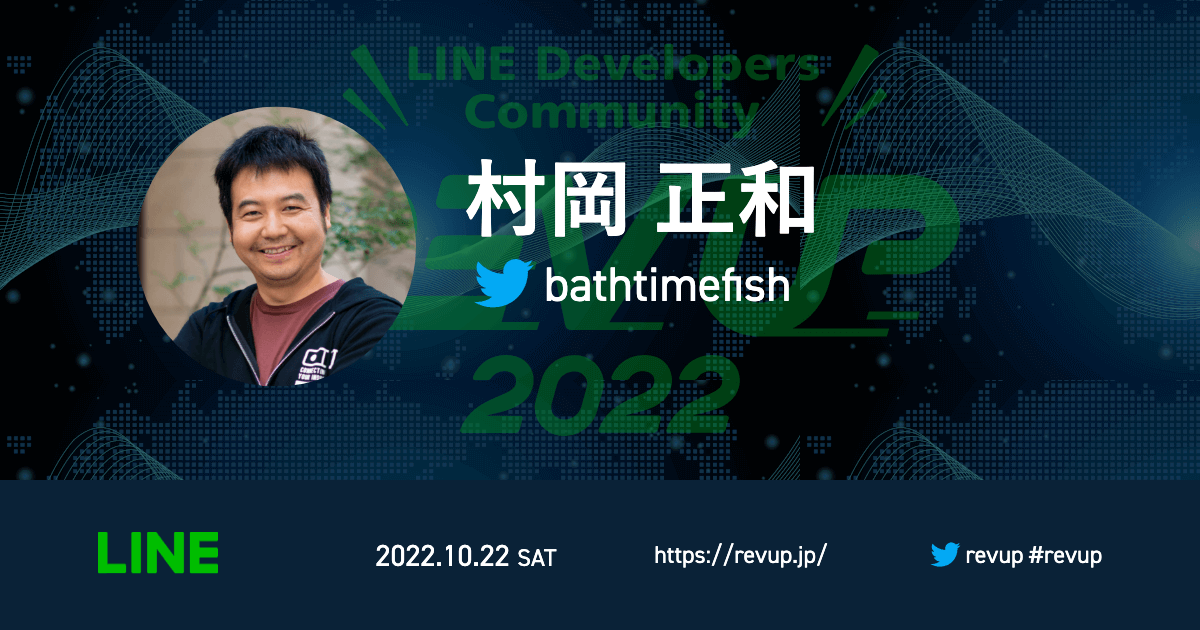 LINE Developers
Community
村岡 正和
bathtimefish
REVUP
2022
LINE
2022.10.22 SAT
https://revup.jp/
revup #revup